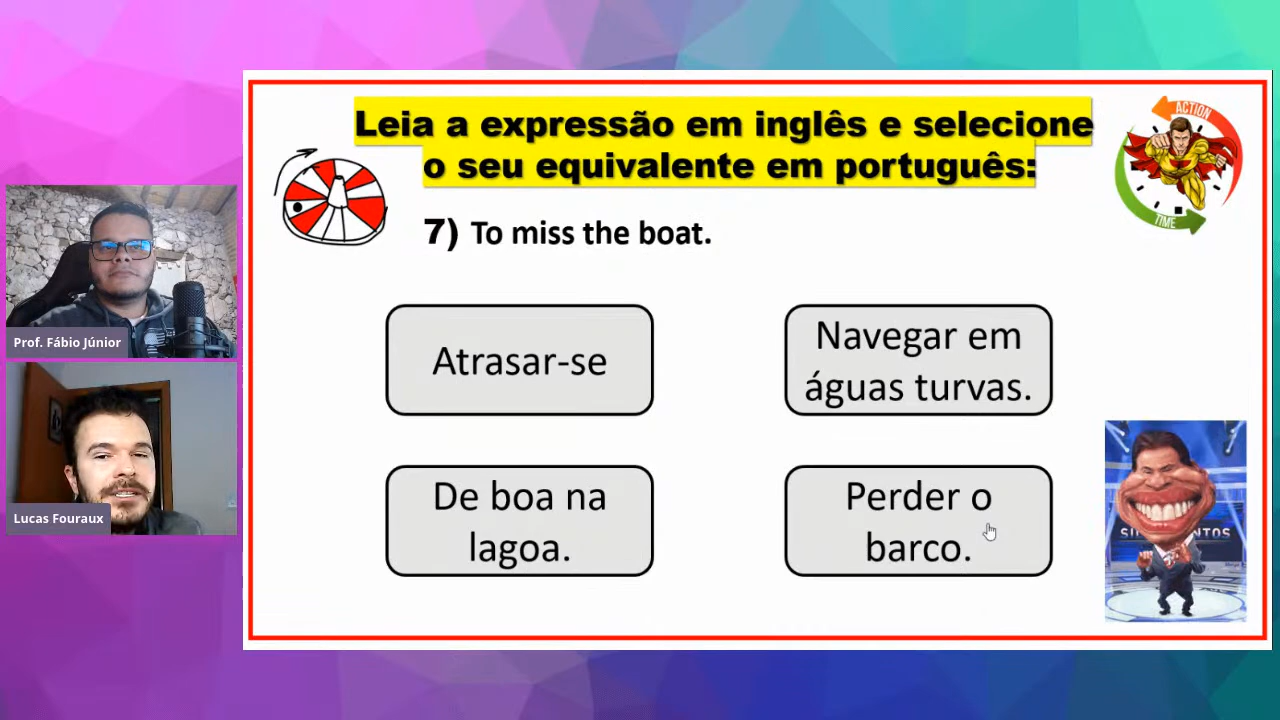 Leia a expressão em inglês e selecione
o seu equivalente em português:
ACTION
TIME
7) To miss the boat.
Atrasar-se
Navegar em
águas turvas.
De boa na
lagoa.
Perder o
barco.
Prof. Fábio Júnior
Lucas Fouraux